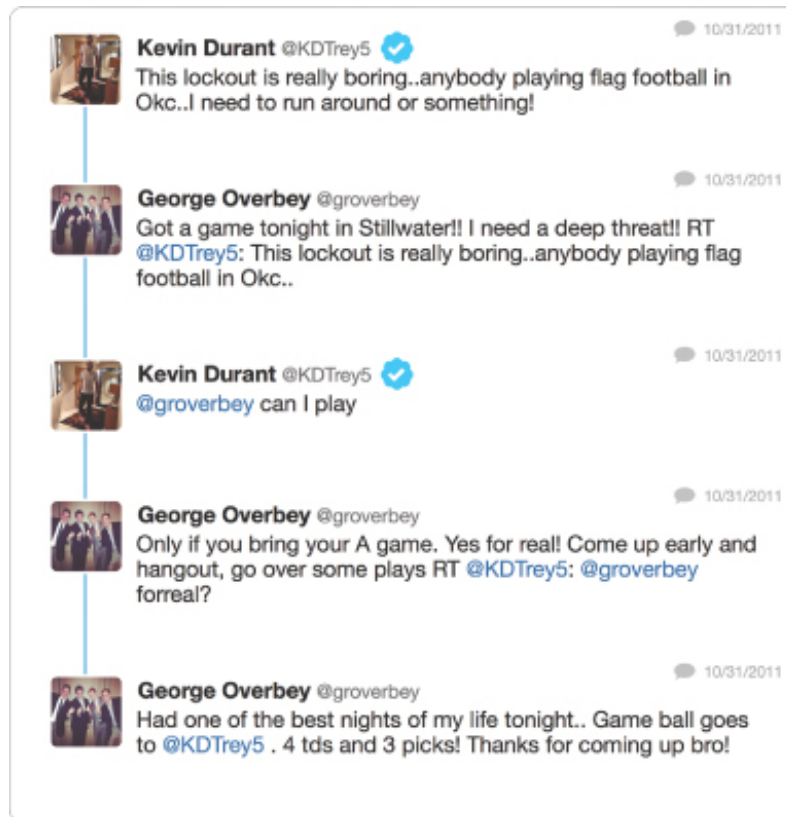 10/31/2011
Kevin Durant @KDTrey5
This lockout is really boring..anybody playing flag football in
Okc..I need to run around or something!
10/31/2011
George Overbey @groverbey
Got a game tonight in Stillwater!! I need a deep threat!! RT
@KDTrey5: This lockout is really boring..anybody playing flag
football in Okc..
10/31/2011
Kevin Durant @KDTrey5
@groverbey can I play
10/31/2011
George Overbey @groverbey
Only if you bring your A game. Yes for real! Come up early and
hangout, go over some plays RT @KDTrey5: @groverbey
forreal?
10/31/2011
George Overbey @groverbey
Had one of the best nights of my life tonight.. Game ball goes
to @KDTrey5 . 4 tds and 3 picks! Thanks for coming up bro!